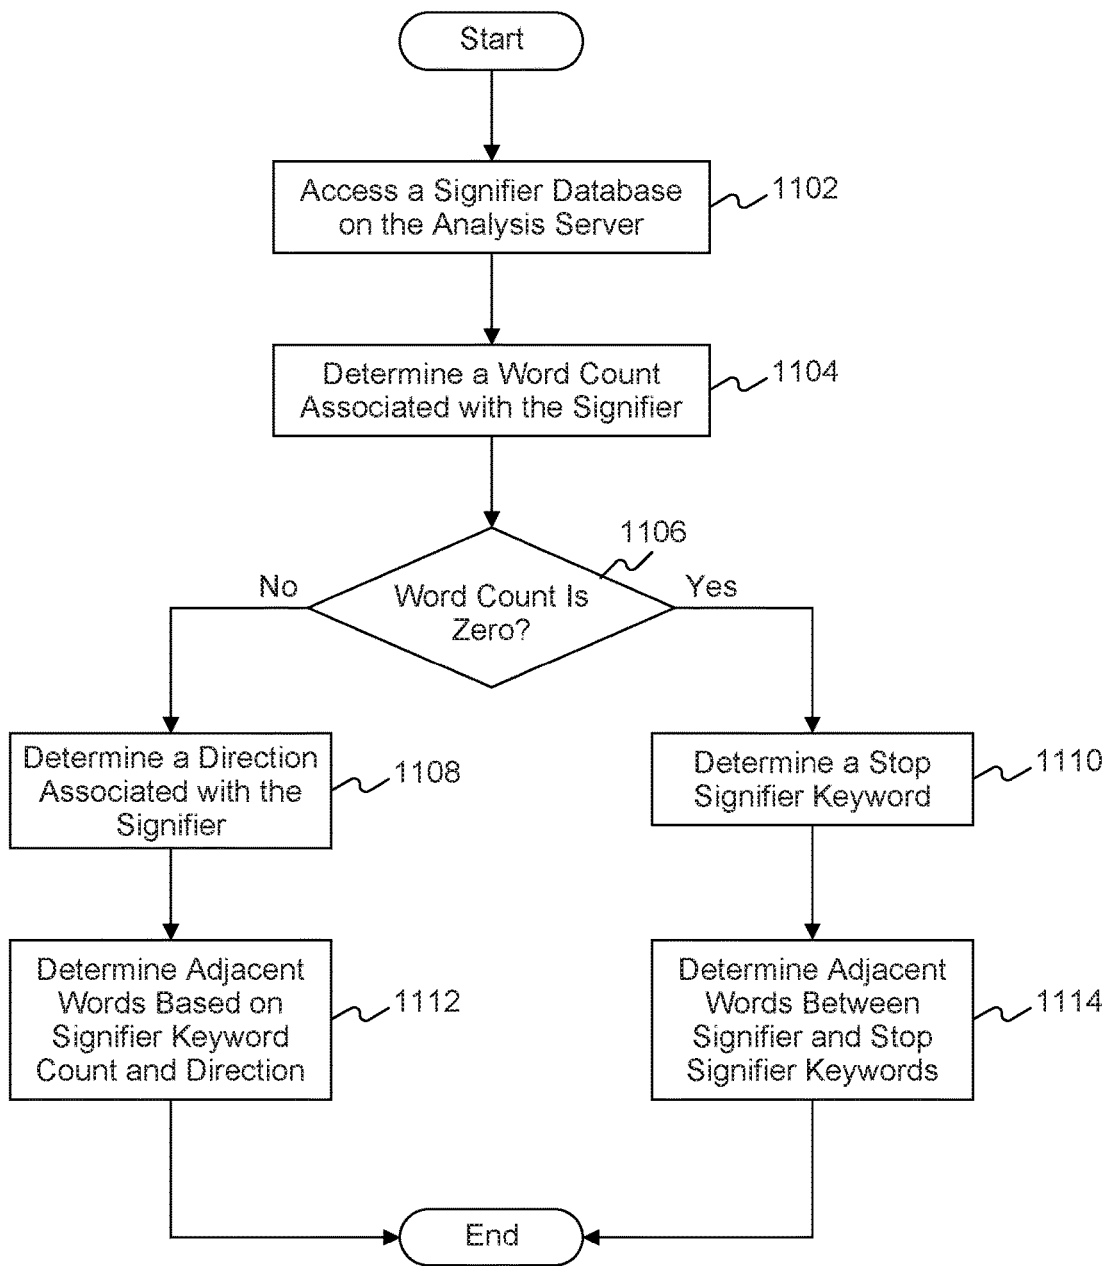 Start
Access a Signifier Database
on the Analysis Server
1102
Determine a Word Count
Associated with the Signifier
1104
1106
No
Word Count Is
Zero?
Yes
Determine a Direction
Associated with the
Signifier
1108
Determine a Stop
Signifier Keyword
1110
Determine Adjacent
Words Based on
Signifier Keyword
Count and Direction
1112
Determine Adjacent
Words Between
Signifier and Stop
Signifier Keywords
1114
End